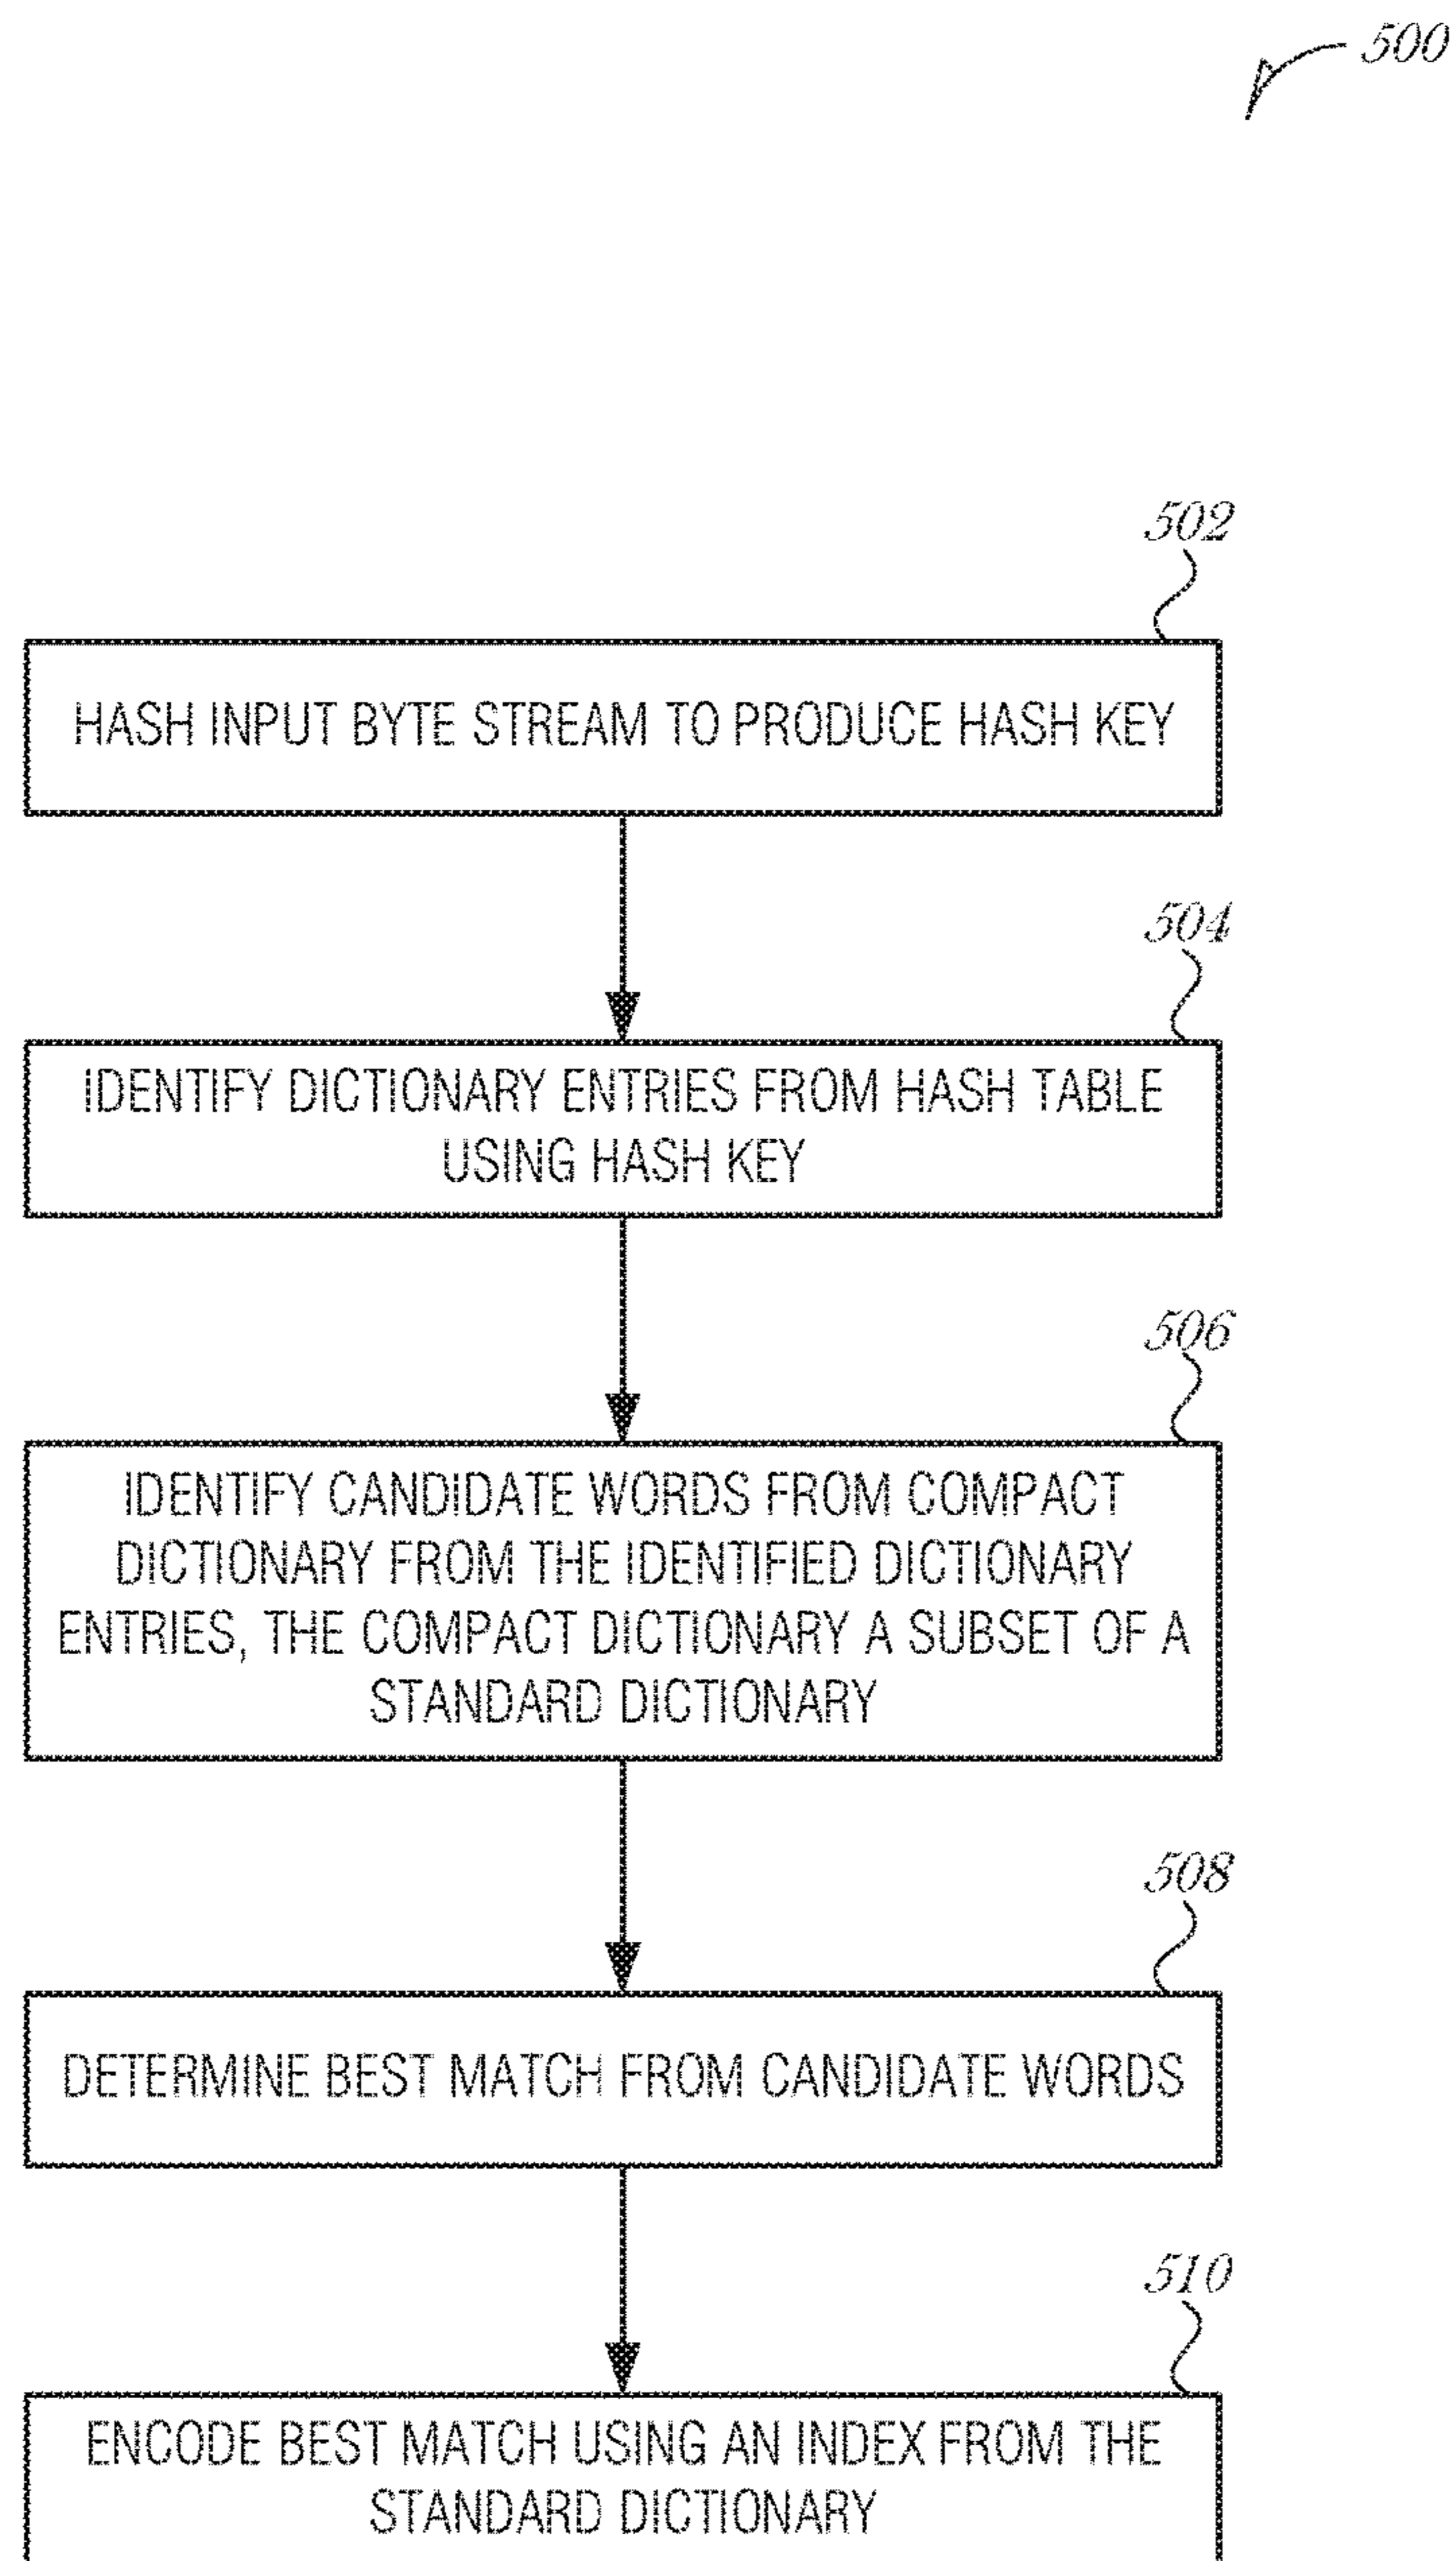 500
502
HASH INPUT BYTE STREAM TO PRODUCE HASH KEY
504
IDENTIFY DICTIONARY ENTRIES FROM HASH TABLE
USING HASH KEY
506
IDENTIFY CANDIDATE WORDS FROM COMPACT
DICTIONARY FROM THE IDENTIFIED DICTIONARY
ENTRIES, THE COMPACT DICTIONARY A SUBSET OF A
STANDARD DICTIONARY
508
DETERMINE BEST MATCH FROM CANDIDATE WORDS
510
ENCODE BEST MATCH USING AN INDEX FROM THE
STANDARD DICTIONARY